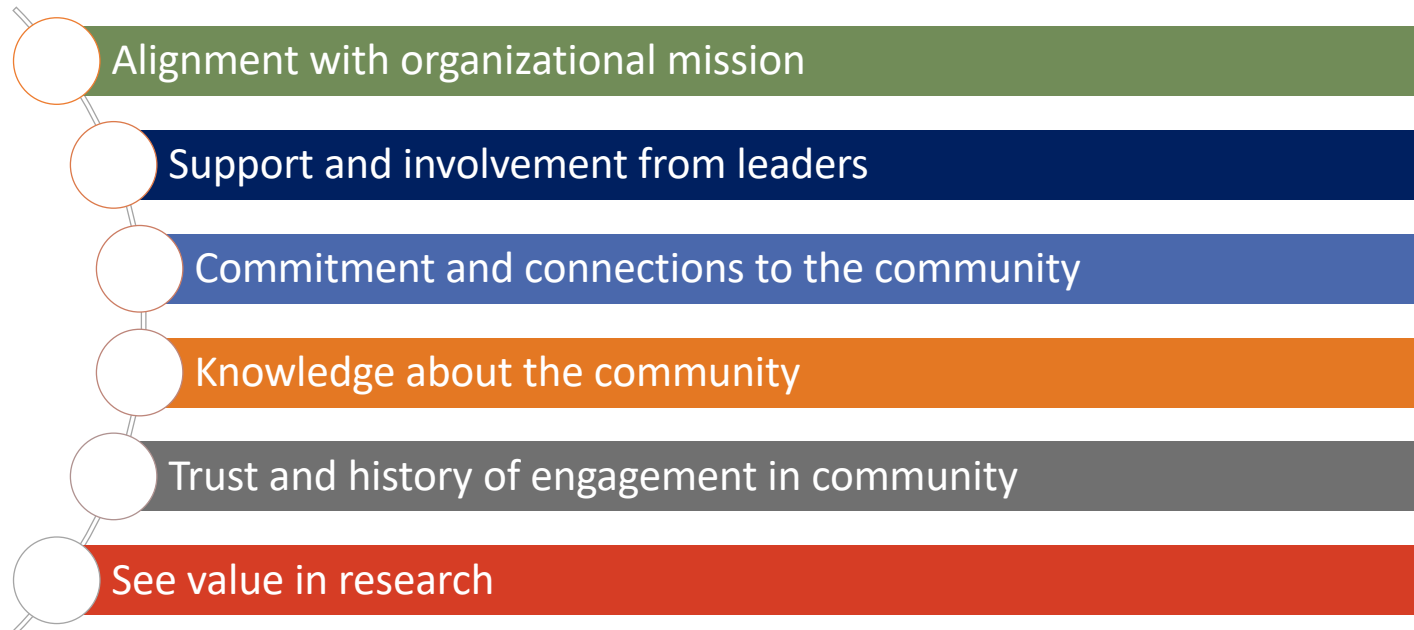 Alignment with organizational mission
Support and involvement from leaders
Commitment and connections to the community
Knowledge about the community
Trust and history of engagement in community
See value in research